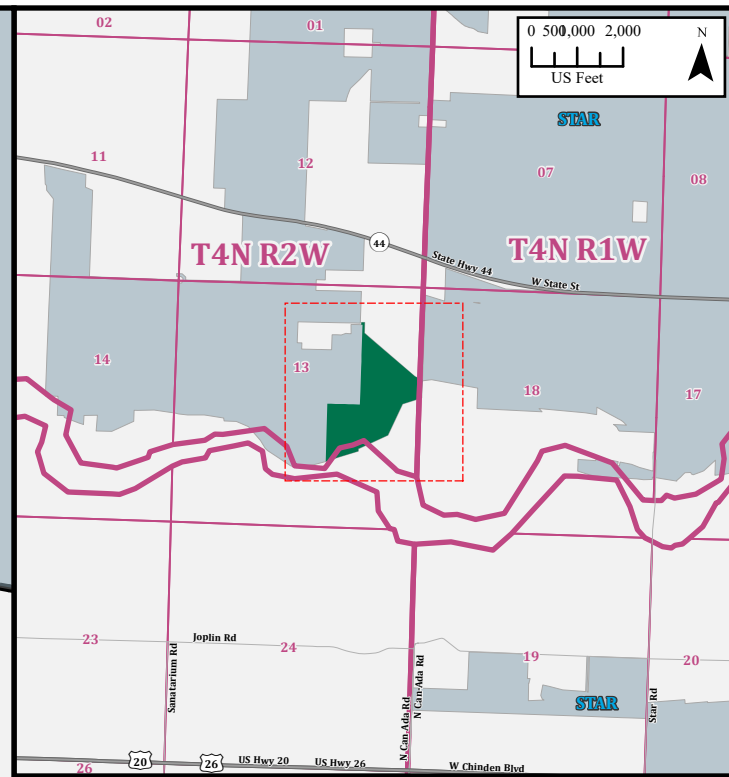 02
01
0 500 1,000 2,000
US Feet
N
STAR
11
12
07
08
44
T4N R2W
T4N R1W
State Hwy 44
W State St
14
13
18
17
23
Joplin Rd
24
19
20
Sanatarium Rd
N Can-Ada Rd
N Can-Ada Rd
STAR
Star Rd
26
20
26
US Hwy 20
US Hwy 26
W Chinden Blvd